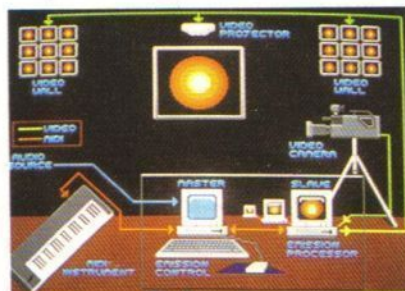 VIDEO
PROJECTOR
VIDEO
WALL
VIDEO
WALL
VIDEO
MIDI
VIDEO
CAMERA
AUDIO
SOURCE
MASTER
SLAVE
MIDI
INSTRUMENT
EMISSION
CONTROL
EMISSION
PROCESSOR